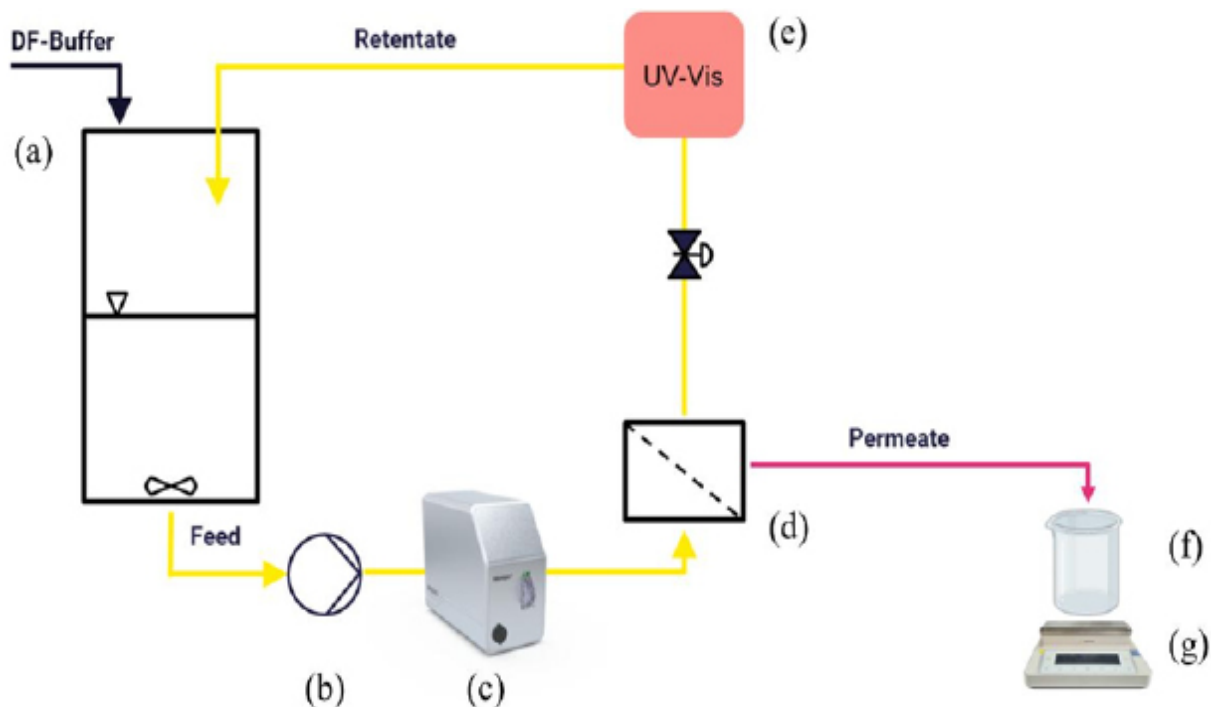 DF-Buffer
Retentate
(e)
UV-Vis
(a)
Permeate
Feed
(d)
(f)
(g)
(b)
(c)